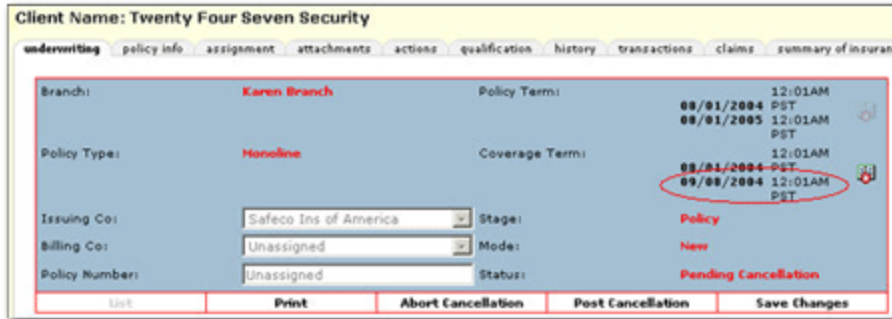 Client Name: Twenty Four Seven Security
underwriting policy info assignment attachments actions qualification history transactions claims summary of insuran
Branch: Karen Branch Policy Term: 12:01AM
08/01/2004 PST
08/01/2005 12:01AM
PST
Policy Type: Monoline Coverage Term: 12:01AM
08/01/2004 PST
09/08/2004 12:01AM
PST
Issuing Co: Safeco Ins of America Stage: Policy
Billing Co: Unassigned Mode: New
Policy Number: Unassigned Status: Pending Cancellation
List Print Abort Cancellation Post Cancellation Save Changes